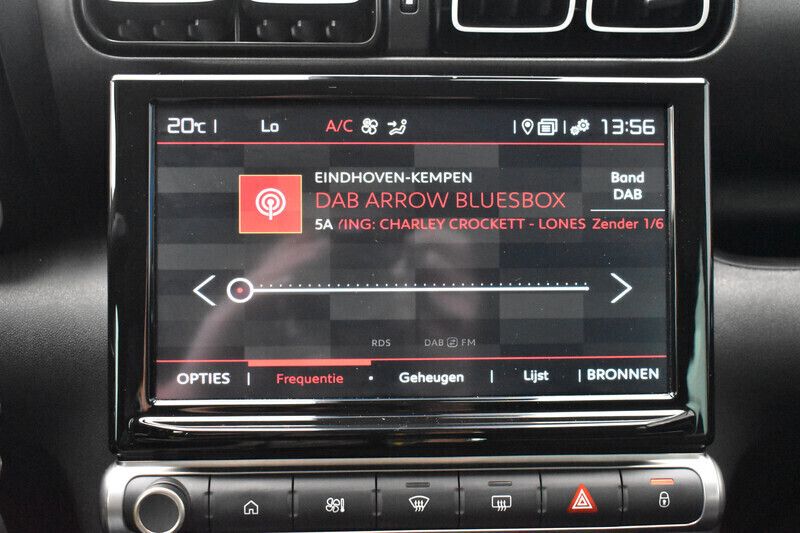 20°C | Lo A/C | | 13:56
EINDHOVEN-KEMPEN
Band
DAB
DAB ARROW BLUESBOX
5A YING: CHARLEY CROCKETT - LONES Zender 1/6
RDS DAB FM
OPTIES | Frequentie • Geheugen | Lijst | BRONNEN